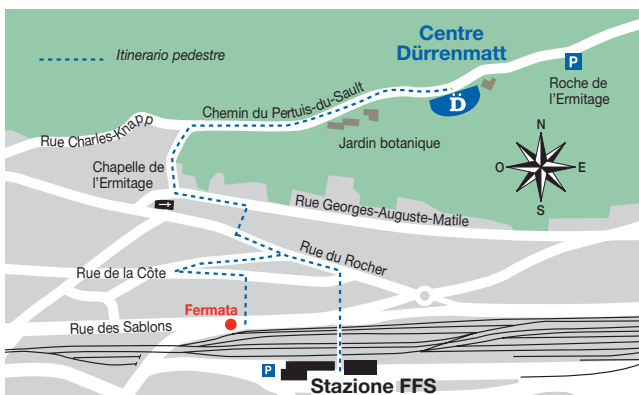 Centre
Dürrenmatt
Itinerario pedestre
P
Roche de
l'Ermitage
D̈
Chemin du Pertuis-du-Sault
Rue Charles-Knapp
Jardin botanique
N
O
E
S
Chapelle de
l'Ermitage
Rue Georges-Auguste-Matile
Rue du Rocher
Rue de la Côte
Fermata
Rue des Sablons
P
Stazione FFS